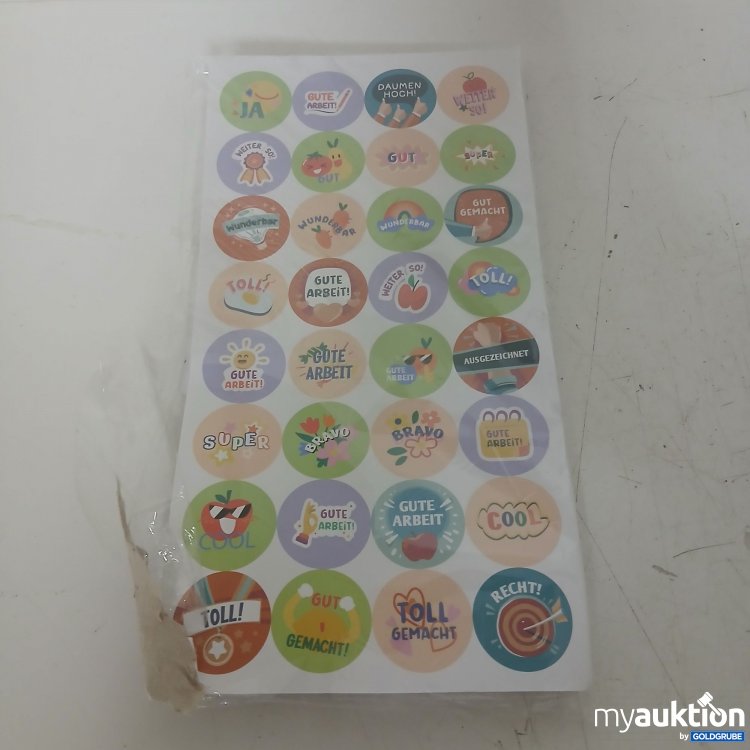 JA
GUTE
ARBEIT!
DAUMEN
HOCH!
WEITER
SO!
WEITER SO!
GUT
GUT
SUPER
Wunderbar
WUNDERBAR
WUNDERBAR
GUT
GEMACHT
TOLL!
GUTE
ARBEIT!
WEITER SO!
TOLL!
GUTE
ARBEIT!
GUTE
ARBEIT
GUTE
ARBEIT
AUSGEZEICHNET
SUPER
BRAVO
BRAVO
GUTE
ARBEIT!
COOL
GUTE
ARBEIT!
GUTE
ARBEIT
COOL
TOLL!
GUT
GEMACHT!
TOLL
GEMACHT
RECHT!
myauktion
by GOLDGRUBE